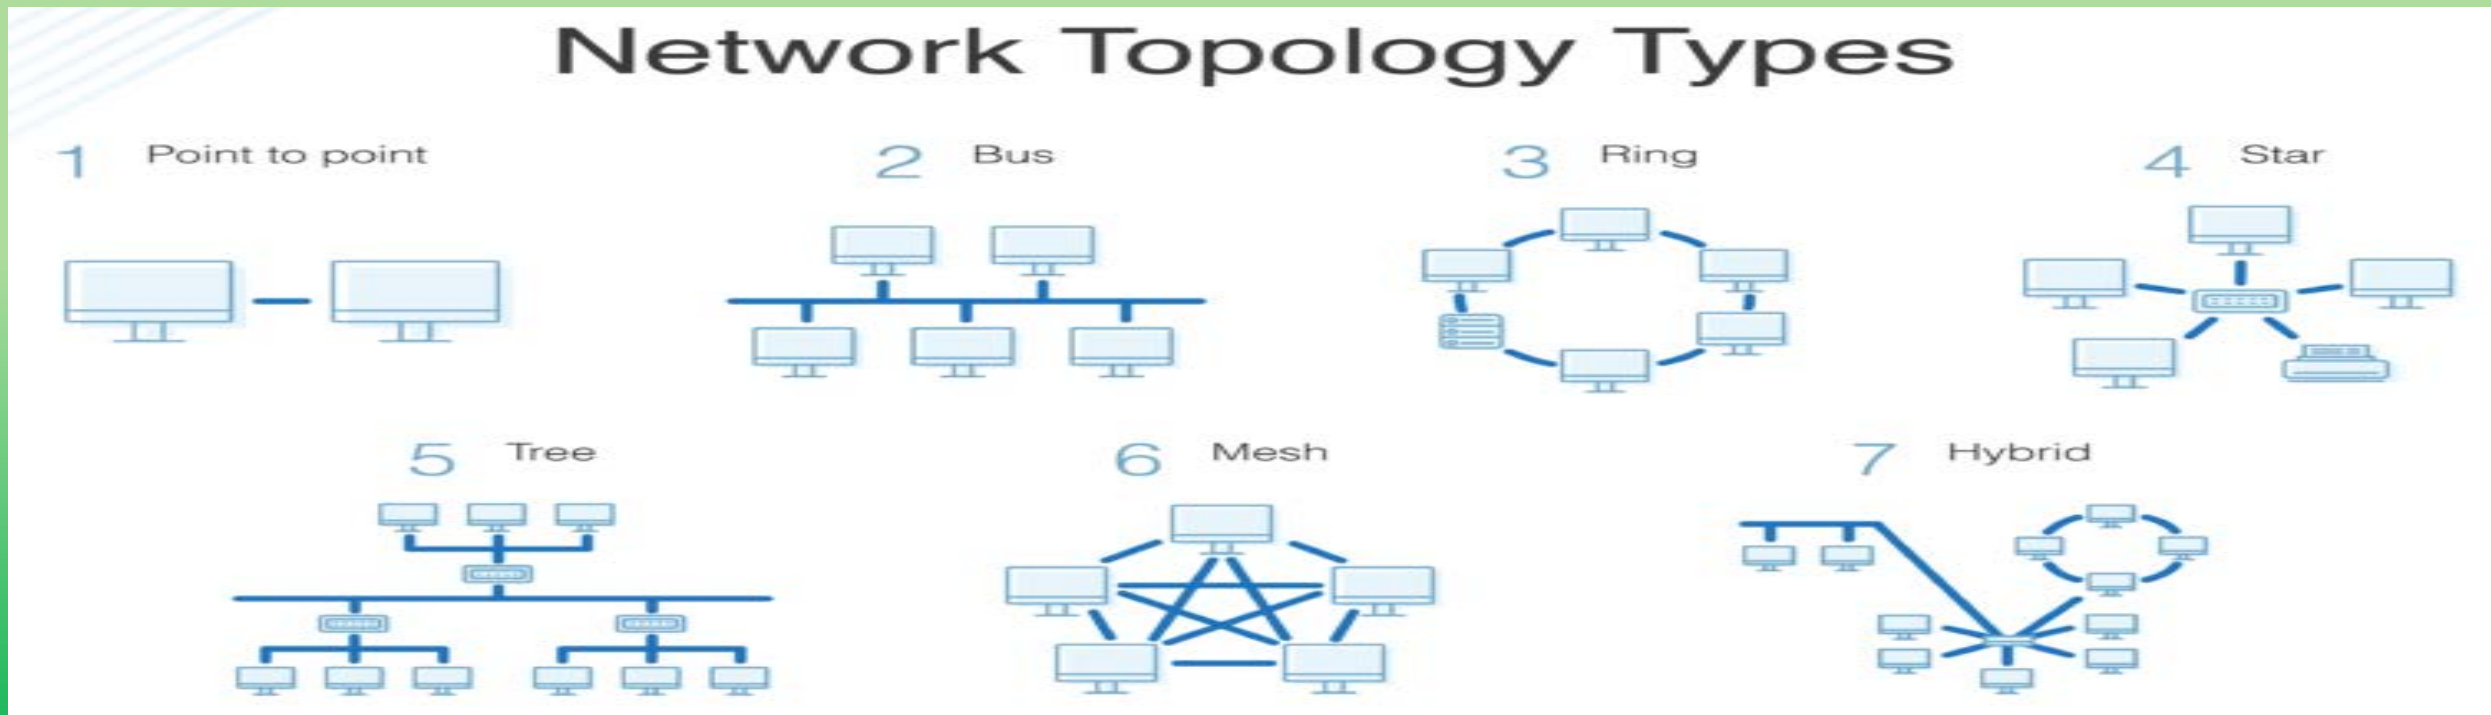 Network Topology Types
1 Point to point
2 Bus
3 Ring
4 Star
5 Tree
6 Mesh
7 Hybrid